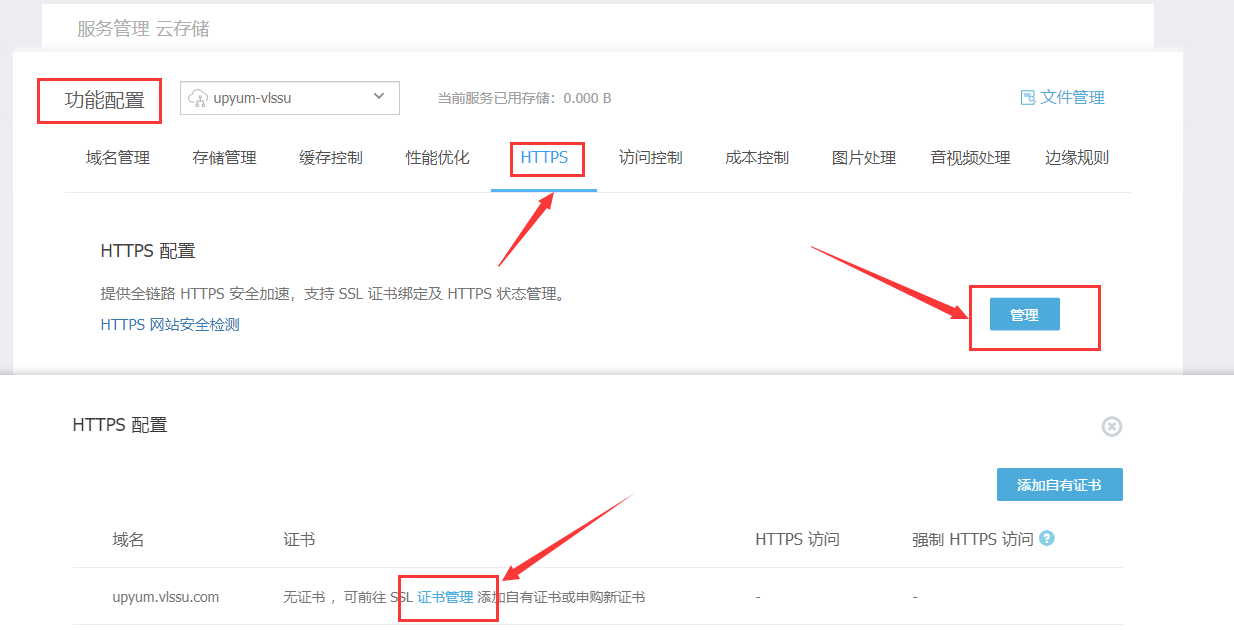 服务管理 云存储
功能配置 upyum-vlssu 当前服务已用存储：0.000 B 文件管理
域名管理 存储管理 缓存控制 性能优化 HTTPS 访问控制 成本控制 图片处理 音视频处理 边缘规则
HTTPS 配置
提供全链路 HTTPS 安全加速，支持 SSL 证书绑定及 HTTPS 状态管理。
HTTPS 网站安全检测
管理
HTTPS 配置
添加自有证书
域名 证书 HTTPS 访问 强制 HTTPS 访问 ?
upyum.vlssu.com 无证书 ，可前往 SSL 证书管理 添加自有证书或申购新证书 - -